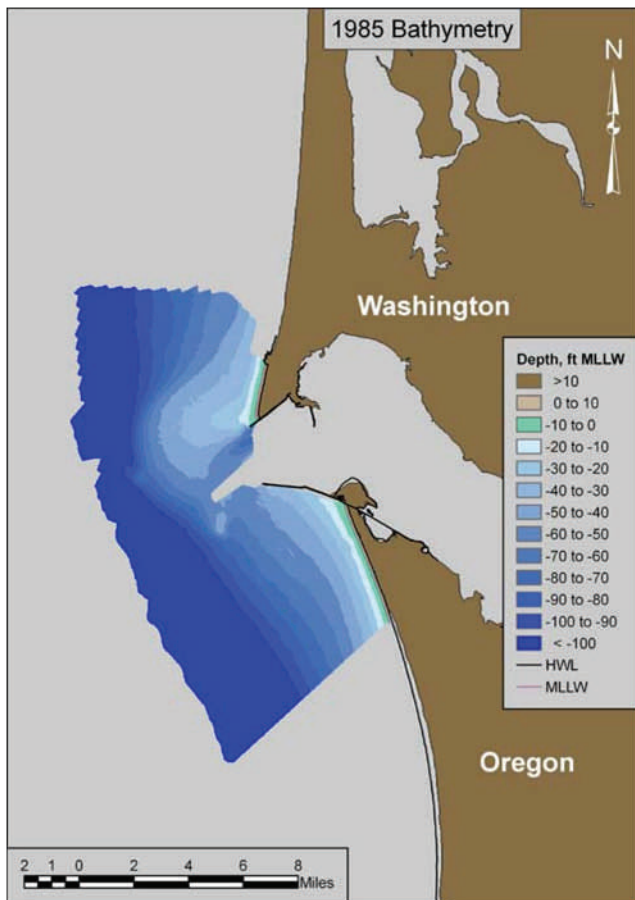 1985 Bathymetry
N
Washington
Depth, ft MLLW
>10
0 to 10
-10 to 0
-20 to -10
-30 to -20
-40 to -30
-50 to -40
-60 to -50
-70 to -60
-80 to -70
-90 to -80
-100 to -90
< -100
HWL
MLLW
Oregon
2 1 0 2 4 6 8
Miles